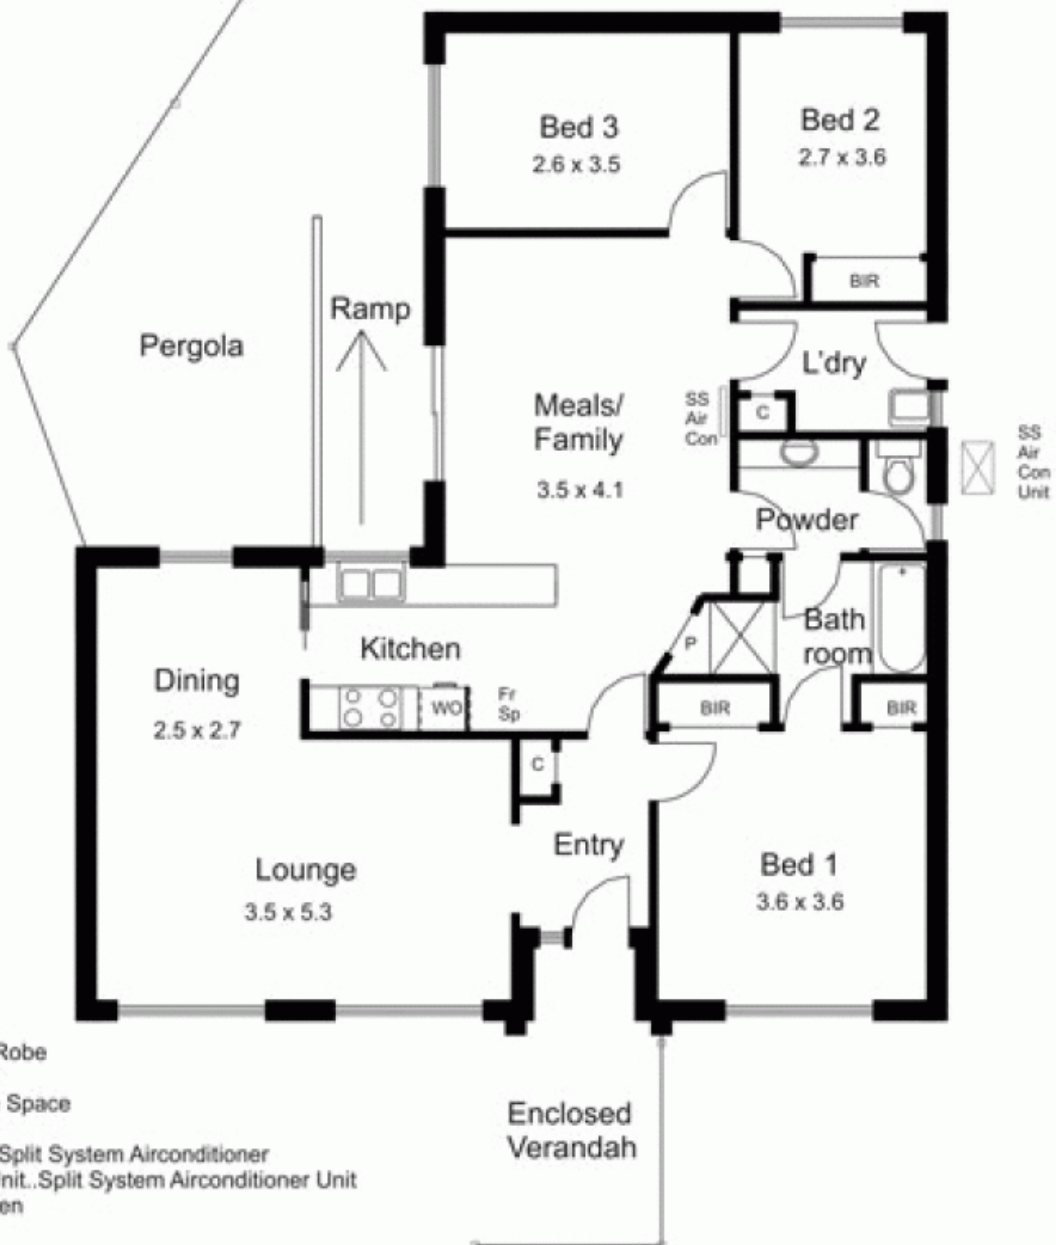 Bed 3
2.6 x 3.5
Bed 2
2.7 x 3.6
BIR
Ramp
Pergola
L'dry
C
Meals/
Family
3.5 x 4.1
SS
Air
Con
SS
Air
Con
Unit
Powder
Bath
room
P
Kitchen
WO
Fr
Sp
Dining
2.5 x 2.7
BIR
BIR
C
Entry
Lounge
3.5 x 5.3
Bed 1
3.6 x 3.6
Robe
Space
Split System Airconditioner
nit..Split System Airconditioner Unit
en
Enclosed
Verandah